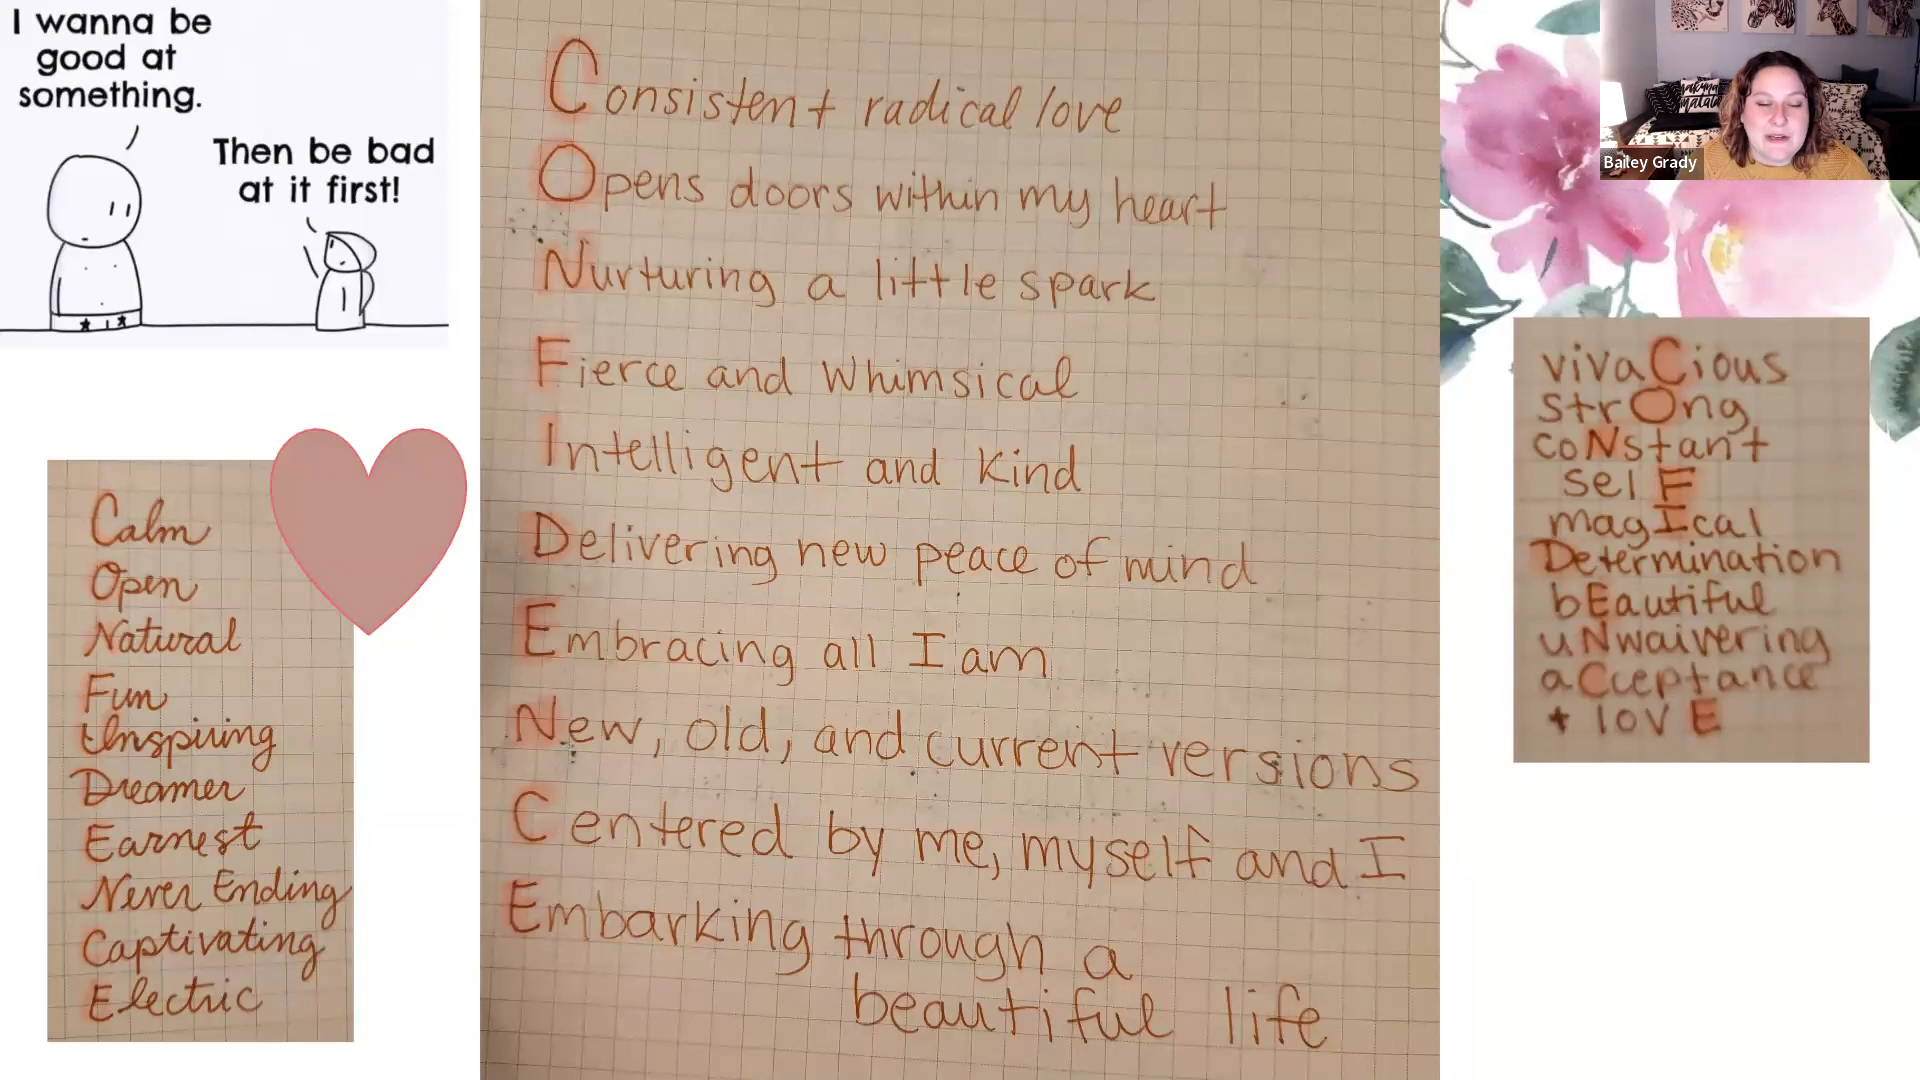 I wanna be
good at
something.
Then be bad
at it first!
Calm
Open
Natural
Fun
Inspiring
Dreamer
Earnest
Never Ending
Captivating
Electric
Consistent radical love
Opens doors within my heart
Nurturing a little spark
Fierce and Whimsical
Intelligent and kind
Delivering new peace of mind
Embracing all I am
New, old, and current versions
Centered by me, myself and I
Embarking through a
beautiful life
hakuna
matata
Bailey Grady
vivaCious
strOng
coNstant
selF
magIcal
Determination
bEautiful
uNwaivering
aCceptance
+ lovE